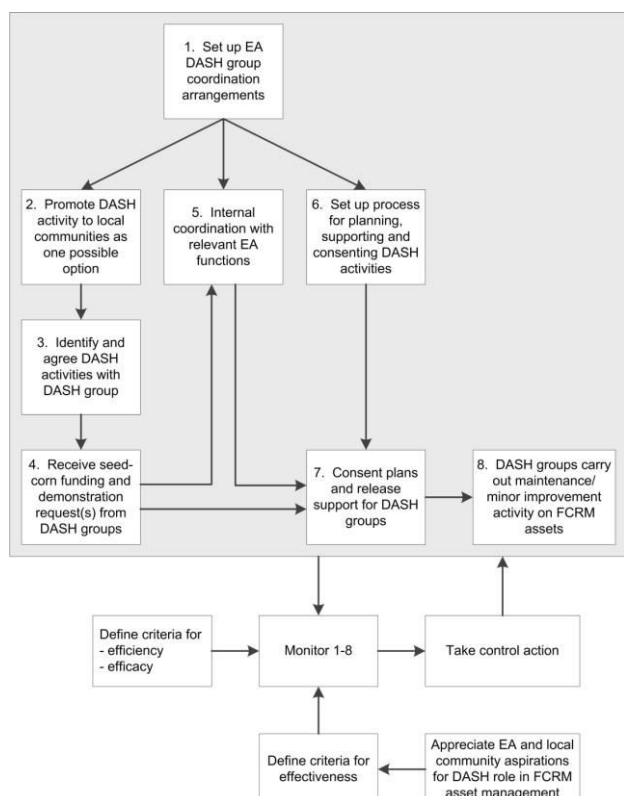 1. Set up EA
DASH group
coordination
arrangements
2. Promote DASH
activity to local
communities as
one possible
option
5. Internal
coordination with
relevant EA
functions
6. Set up process
for planning,
supporting and
consenting DASH
activities
3. Identify and
agree DASH
activities with
DASH group
4. Receive seed-
corn funding and
demonstration
request(s) from
DASH groups
7. Consent plans
and release
support for DASH
groups
8. DASH groups carry
out maintenance/
minor improvement
activity on FCRM
assets
Define criteria for
- efficiency
- efficacy
Monitor 1-8
Take control action
Define criteria for
effectiveness
Appreciate EA and local
community aspirations
for DASH role in FCRM
asset management